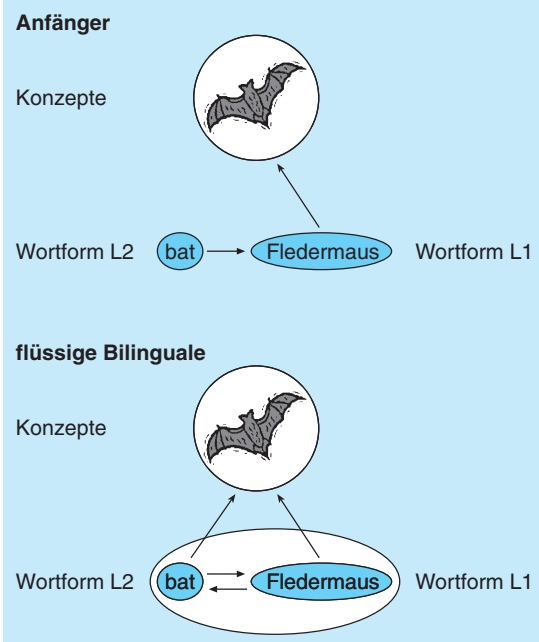 Anfänger
Konzepte
Wortform L2 bat Fledermaus Wortform L1
flüssige Bilinguale
Konzepte
Wortform L2 bat Fledermaus Wortform L1